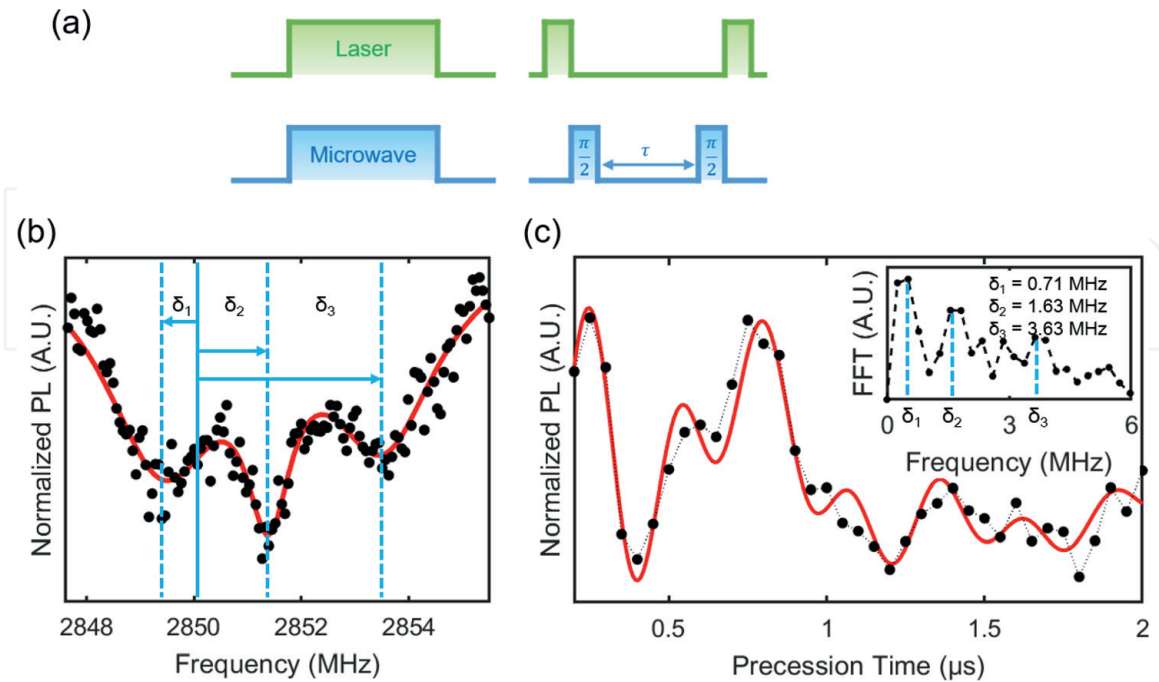 (a)
Laser
Microwave
π/2
τ
π/2
(b)
δ₁
δ₂
δ₃
Normalized PL (A.U.)
2848
2850
2852
2854
Frequency (MHz)
(c)
Normalized PL (A.U.)
0.5
1
1.5
2
Precession Time (μs)
FFT (A.U.)
δ₁ = 0.71 MHz
δ₂ = 1.63 MHz
δ₃ = 3.63 MHz
0
δ₁
δ₂
3
δ₃
6
Frequency (MHz)